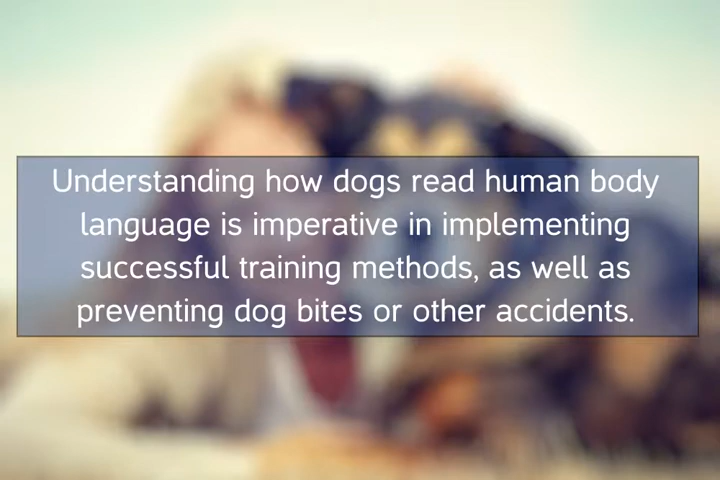 Understanding how dogs read human body
language is imperative in implementing
successful training methods, as well as
preventing dog bites or other accidents.